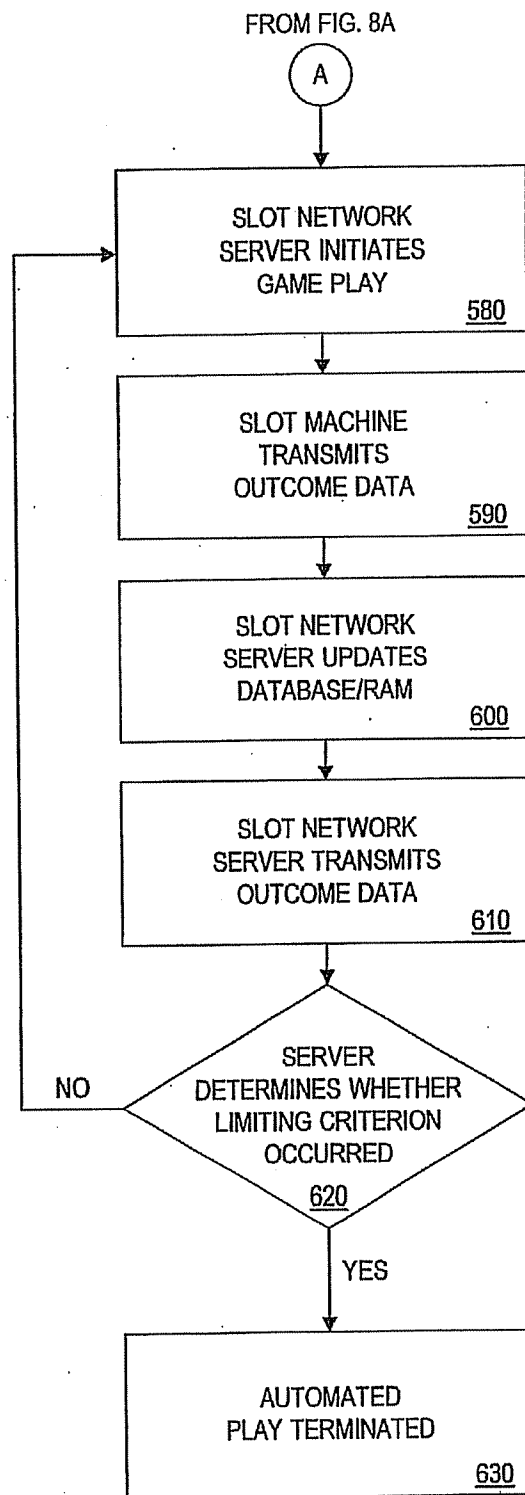 FROM FIG. 8A
A
SLOT NETWORK
SERVER INITIATES
GAME PLAY
580
SLOT MACHINE
TRANSMITS
OUTCOME DATA
590
SLOT NETWORK
SERVER UPDATES
DATABASE/RAM
600
SLOT NETWORK
SERVER TRANSMITS
OUTCOME DATA
610
NO
SERVER
DETERMINES WHETHER
LIMITING CRITERION
OCCURRED
620
YES
AUTOMATED
PLAY TERMINATED
630